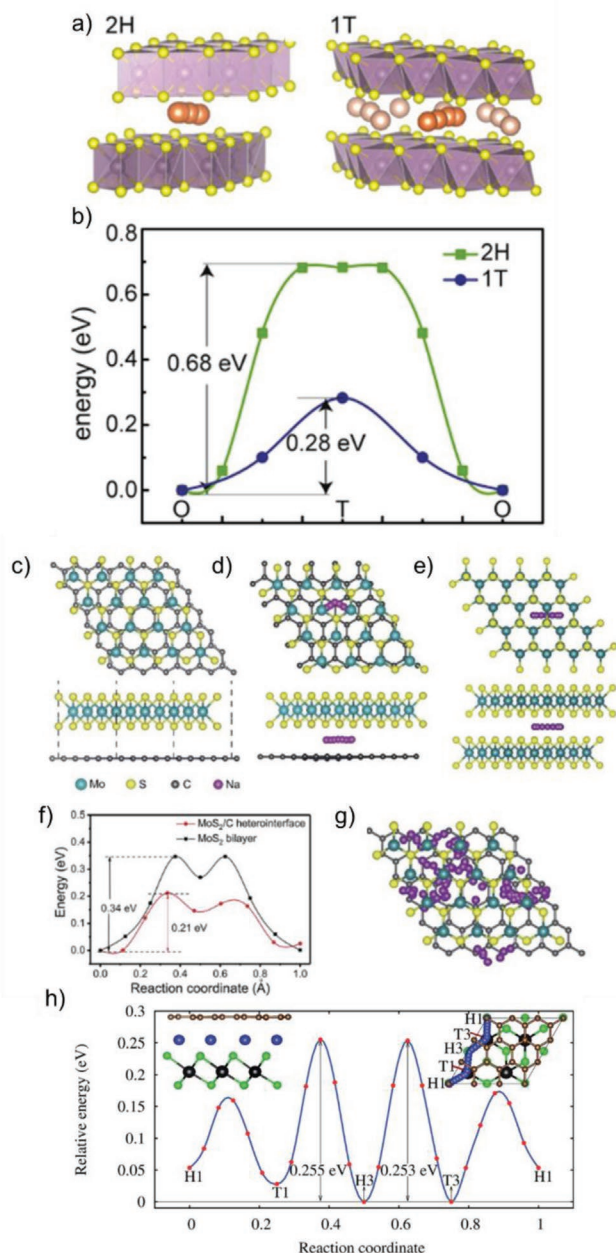 a) 2H 1T
b)
energy (eV)
0.8
0.6
0.4
0.2
0.0
2H
1T
0.68 eV
0.28 eV
O T O
c) d) e)
Mo S C Na
f)
Energy (eV)
0.5
0.4
0.3
0.2
0.1
0.0
MoS2/C heterointerface
MoS2 bilayer
0.34 eV
0.21 eV
0.0 0.2 0.4 0.6 0.8 1.0
Reaction coordinate (Å)
g)
h)
Relative energy (eV)
0.3
0.25
0.2
0.15
0.1
0.05
0
H1
T1
0.255 eV
H3
0.253 eV
T3
H1
T3
H3
T1
H1
0 0.2 0.4 0.6 0.8 1
Reaction coordinate